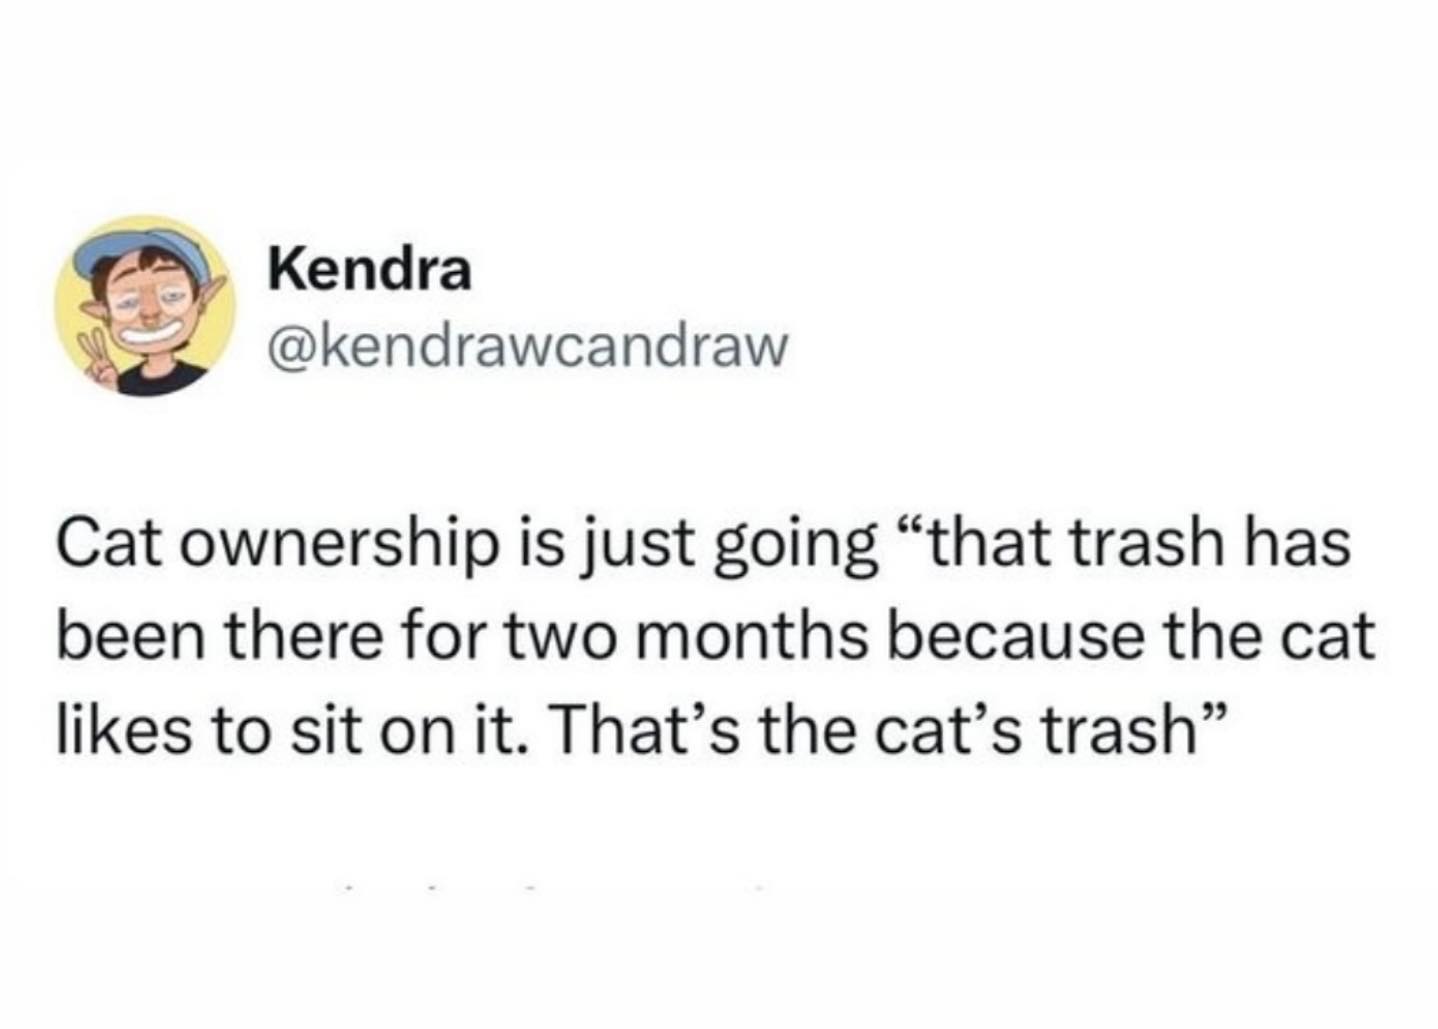 Kendra
@kendrawcandraw
Cat ownership is just going “that trash has
been there for two months because the cat
likes to sit on it. That’s the cat’s trash”